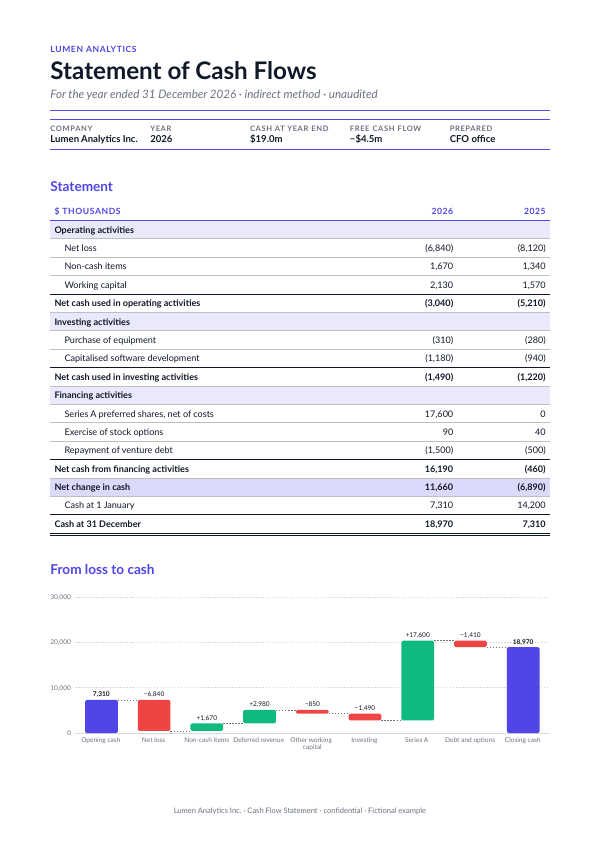 LUMEN ANALYTICS
Statement of Cash Flows
For the year ended 31 December 2026 · indirect method · unaudited
COMPANY YEAR CASH AT YEAR END FREE CASH FLOW PREPARED
Lumen Analytics Inc. 2026 $19.0m −$4.5m CFO office
Statement
$ THOUSANDS 2026 2025
Operating activities
Net loss (6,840) (8,120)
Non-cash items 1,670 1,340
Working capital 2,130 1,570
Net cash used in operating activities (3,040) (5,210)
Investing activities
Purchase of equipment (310) (280)
Capitalised software development (1,180) (940)
Net cash used in investing activities (1,490) (1,220)
Financing activities
Series A preferred shares, net of costs 17,600 0
Exercise of stock options 90 40
Repayment of venture debt (1,500) (500)
Net cash from financing activities 16,190 (460)
Net change in cash 11,660 (6,890)
Cash at 1 January 7,310 14,200
Cash at 31 December 18,970 7,310
From loss to cash
30,000
20,000
10,000
0
7,310 −6,840 +1,670 +2,980 −850 −1,490 +17,600 −1,410 18,970
Opening cash Net loss Non-cash items Deferred revenue Other working Investing Series A Debt and options Closing cash
capital
Lumen Analytics Inc. · Cash Flow Statement · confidential · Fictional example